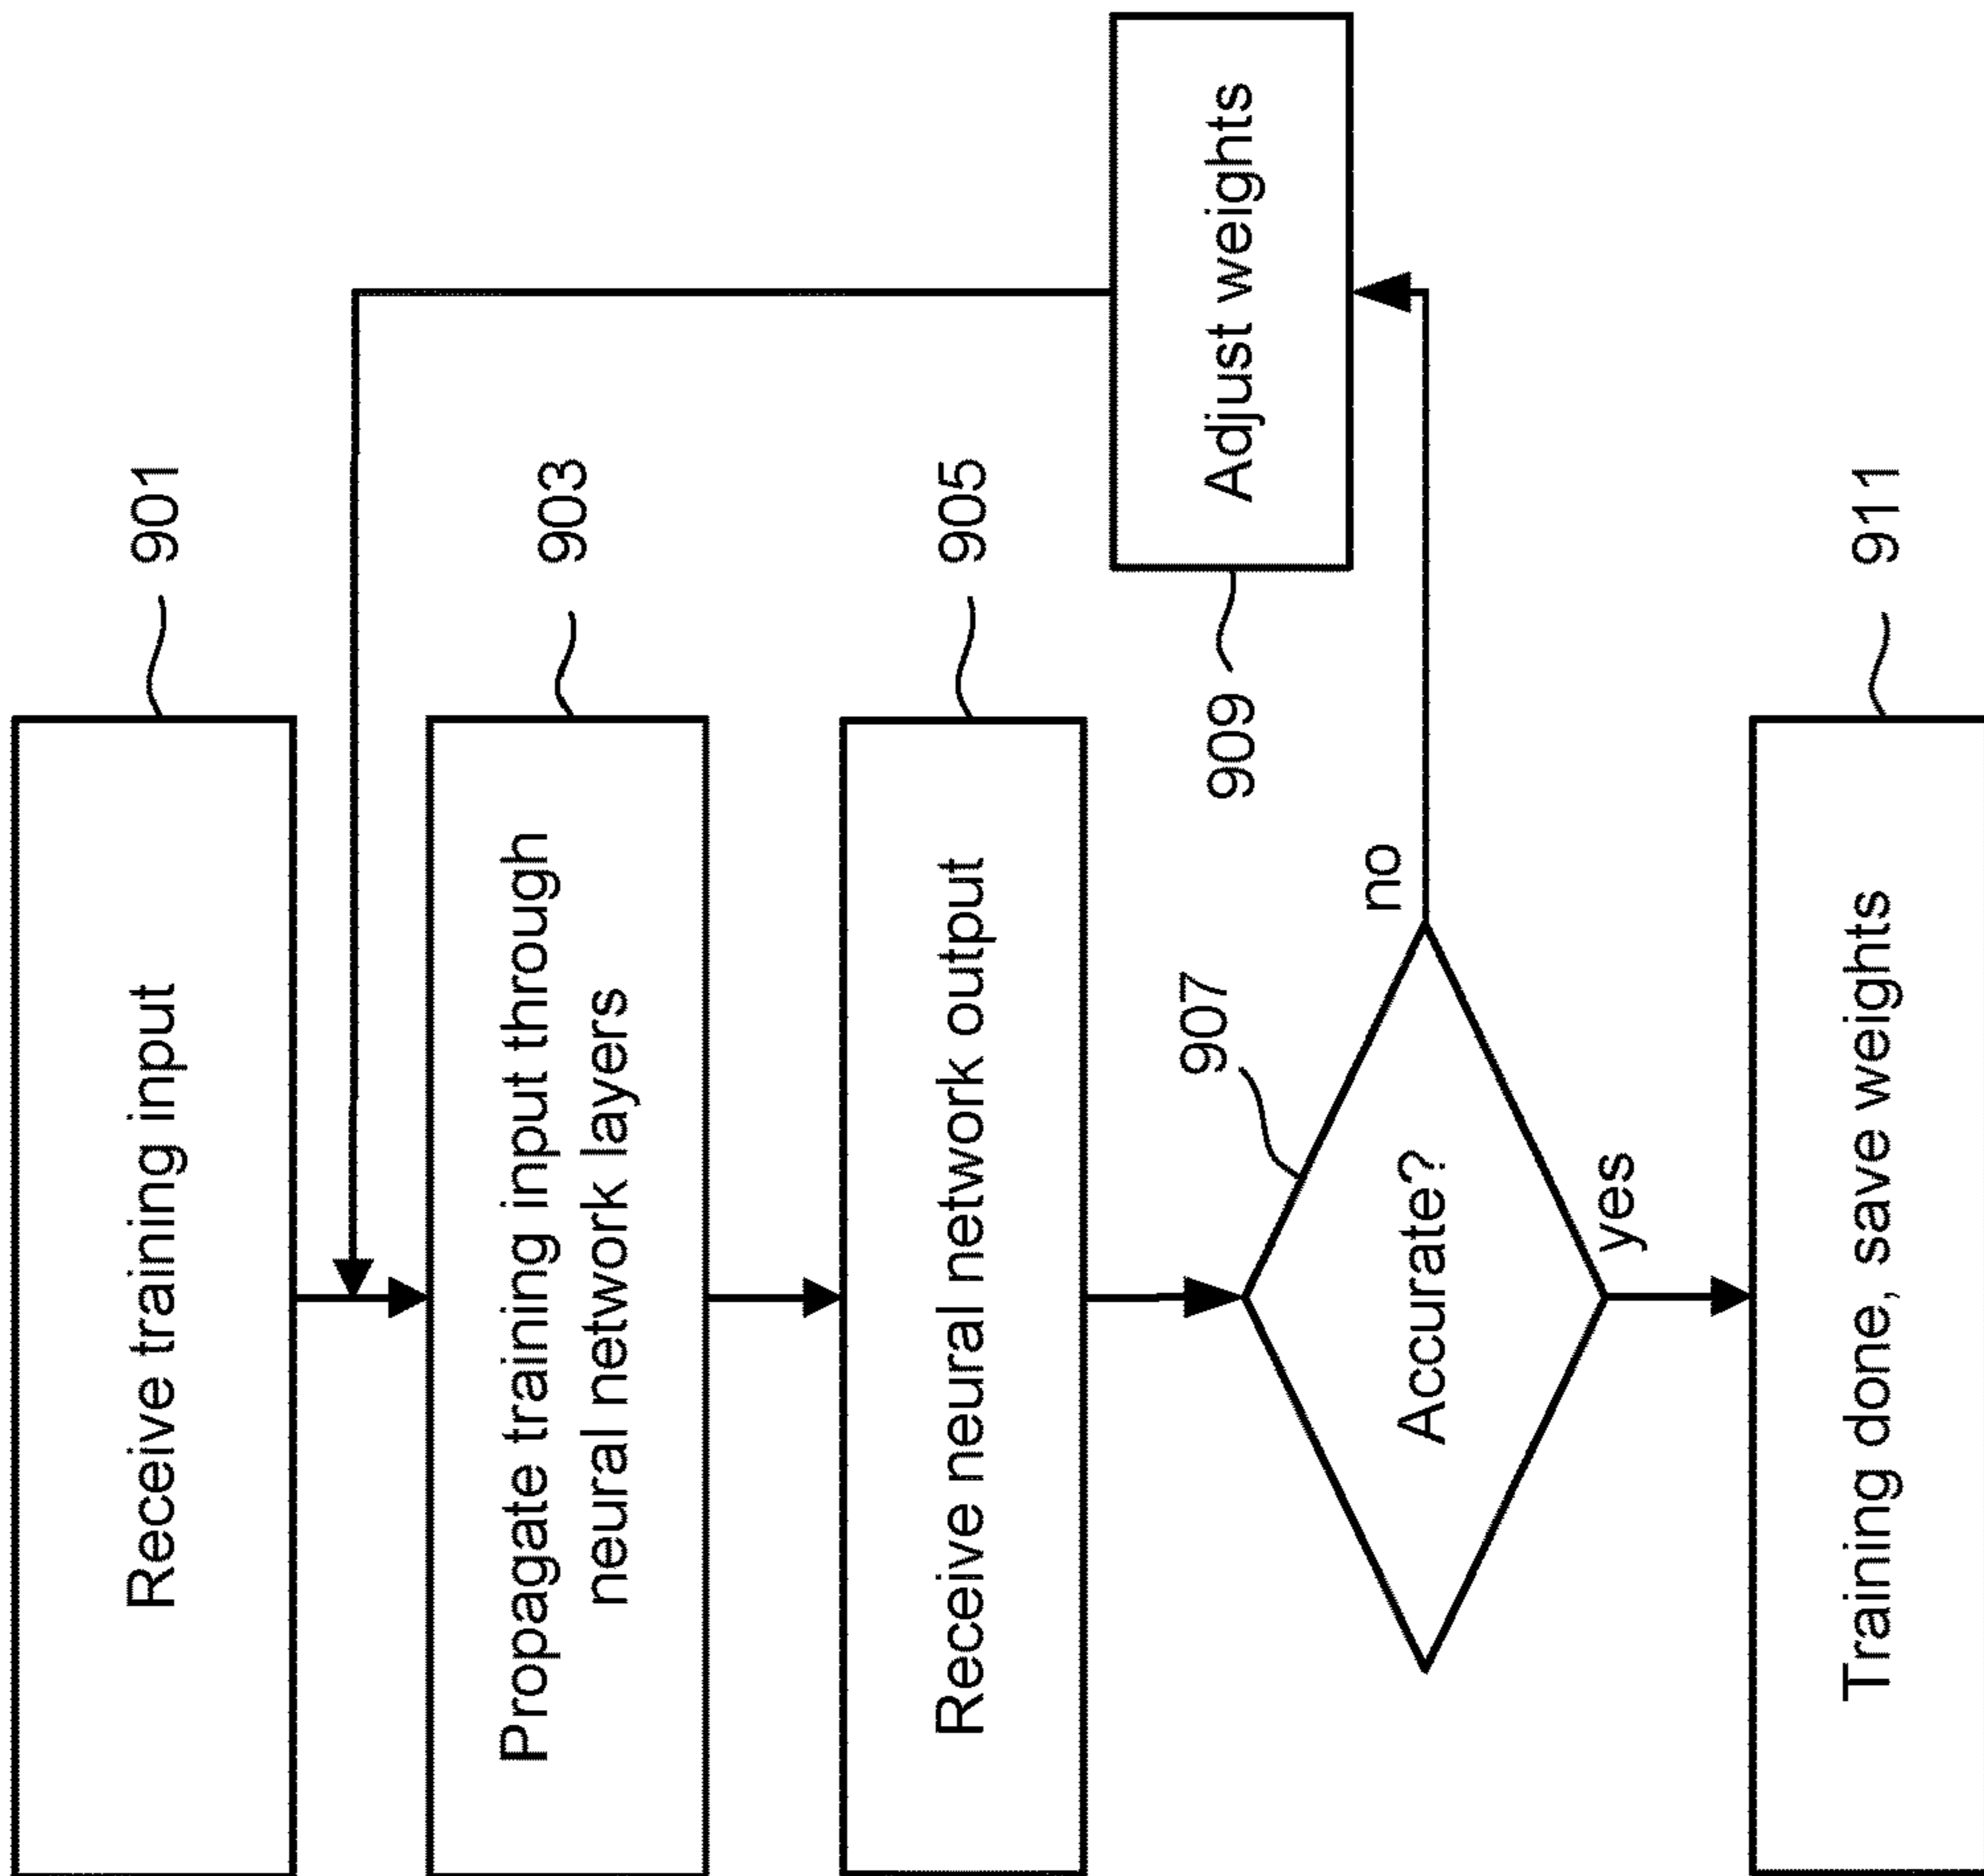 Receive training input
901
Propagate training input through
neural network layers
903
Receive neural network output
905
Accurate?
907
no
yes
Adjust weights
909
Training done, save weights
911